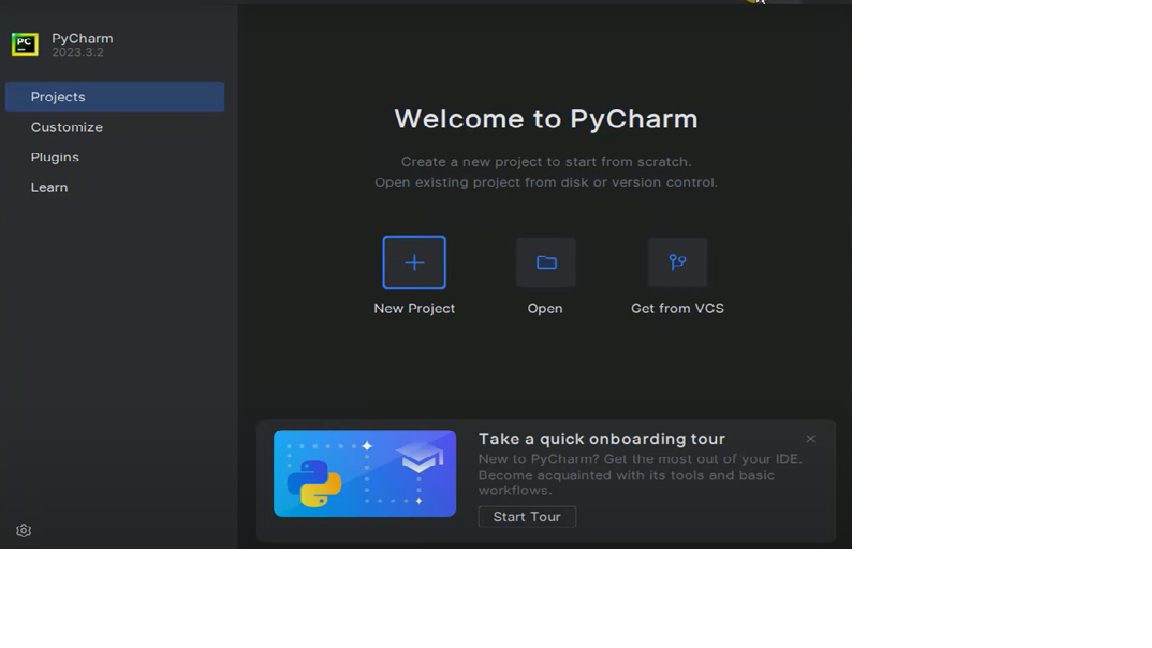 PC
PyCharm
2023.3.2
Projects
Customize
Plugins
Learn
Welcome to PyCharm
Create a new project to start from scratch.
Open existing project from disk or version control.
New Project
Open
Get from VCS
Take a quick onboarding tour
New to PyCharm? Get the most out of your IDE.
Become acquainted with its tools and basic
workflows.
Start Tour